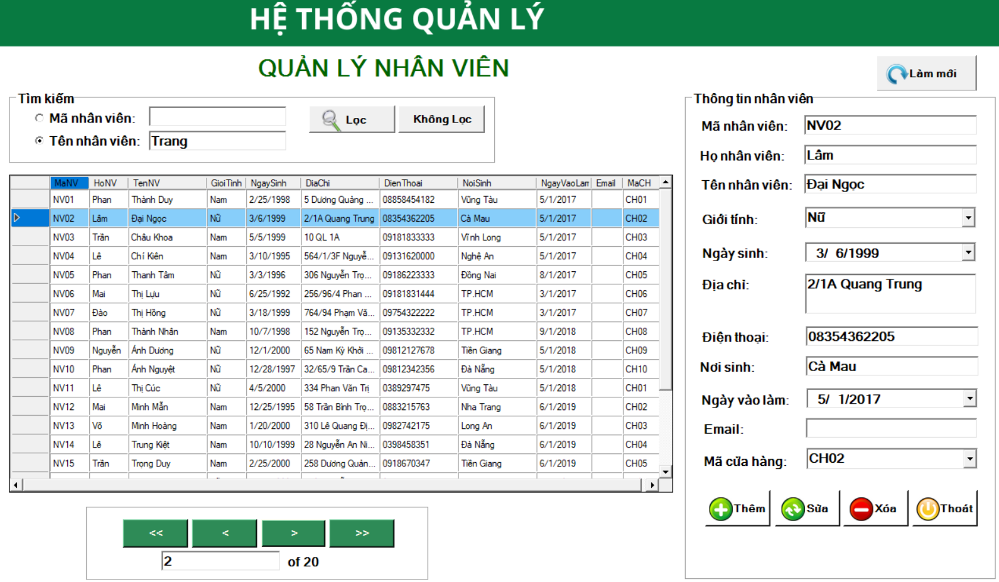 HỆ THỐNG QUẢN LÝ
QUẢN LÝ NHÂN VIÊN
Làm mới
Tìm kiếm
Mã nhân viên:
Lọc
Không Lọc
Tên nhân viên: Trang
MaNV HoNV TenNV GioiTinh NgaySinh DiaChi DienThoai NoiSinh NgayVaoLam Email MaCH
NV01 Phan Thành Duy Nam 2/25/1998 5 Dương Quảng ... 08858454182 Vũng Tàu 5/1/2017 CH01
NV02 Lâm Đại Ngọc Nữ 3/6/1999 2/1A Quang Trung 08354362205 Cà Mau 5/1/2017 CH02
NV03 Trần Châu Khoa Nam 5/5/1999 10 QL 1A 09181833333 Vĩnh Long 5/1/2017 CH03
NV04 Lê Chí Kiên Nam 3/10/1995 564/1/3F Nguyễ... 09131620000 Nghệ An 5/1/2017 CH04
NV05 Phan Thanh Tâm Nữ 3/3/1996 306 Nguyễn Trọ... 09186223333 Đồng Nai 8/1/2017 CH05
NV06 Mai Thị Lựu Nữ 6/25/1992 256/96/4 Phan ... 09181831444 TP.HCM 3/1/2017 CH06
NV07 Đào Thị Hồng Nữ 3/18/1999 764/94 Phạm Vă... 09754322222 TP.HCM 3/1/2017 CH07
NV08 Phan Thành Nhân Nam 10/7/1998 152 Nguyễn Trọ... 09135332332 TP.HCM 9/1/2018 CH08
NV09 Nguyễn Ánh Dương Nữ 12/1/2000 65 Nam Kỳ Khởi ... 09812127678 Tiền Giang 5/1/2018 CH09
NV10 Phan Ánh Nguyệt Nữ 12/28/1997 32/65/9 Trần Ca... 09812342356 Đà Nẵng 5/1/2018 CH10
NV11 Lê Thị Cúc Nữ 4/5/2000 334 Phan Văn Trị 0389297475 Vũng Tàu 5/1/2018 CH01
NV12 Mai Minh Mẫn Nam 12/25/1995 58 Trần Bình Trọ... 0883215763 Nha Trang 6/1/2019 CH02
NV13 Võ Minh Hoàng Nam 1/20/2000 310 Lê Quang Đị... 0982742175 Long An 6/1/2019 CH03
NV14 Lê Trung Kiệt Nam 10/10/1999 28 Nguyễn An Ni... 0398458351 Đà Nẵng 6/1/2019 CH04
NV15 Trần Trọng Duy Nam 2/25/2000 258 Dương Quản... 0918670347 Tiền Giang 6/1/2019 CH05
<< < > >>
2 of 20
Thông tin nhân viên
Mã nhân viên: NV02
Họ nhân viên: Lâm
Tên nhân viên: Đại Ngọc
Giới tính: Nữ
Ngày sinh: 3/ 6/1999
Địa chỉ: 2/1A Quang Trung
Điện thoại: 08354362205
Nơi sinh: Cà Mau
Ngày vào làm: 5/ 1/2017
Email:
Mã cửa hàng: CH02
Thêm Sửa Xóa Thoát